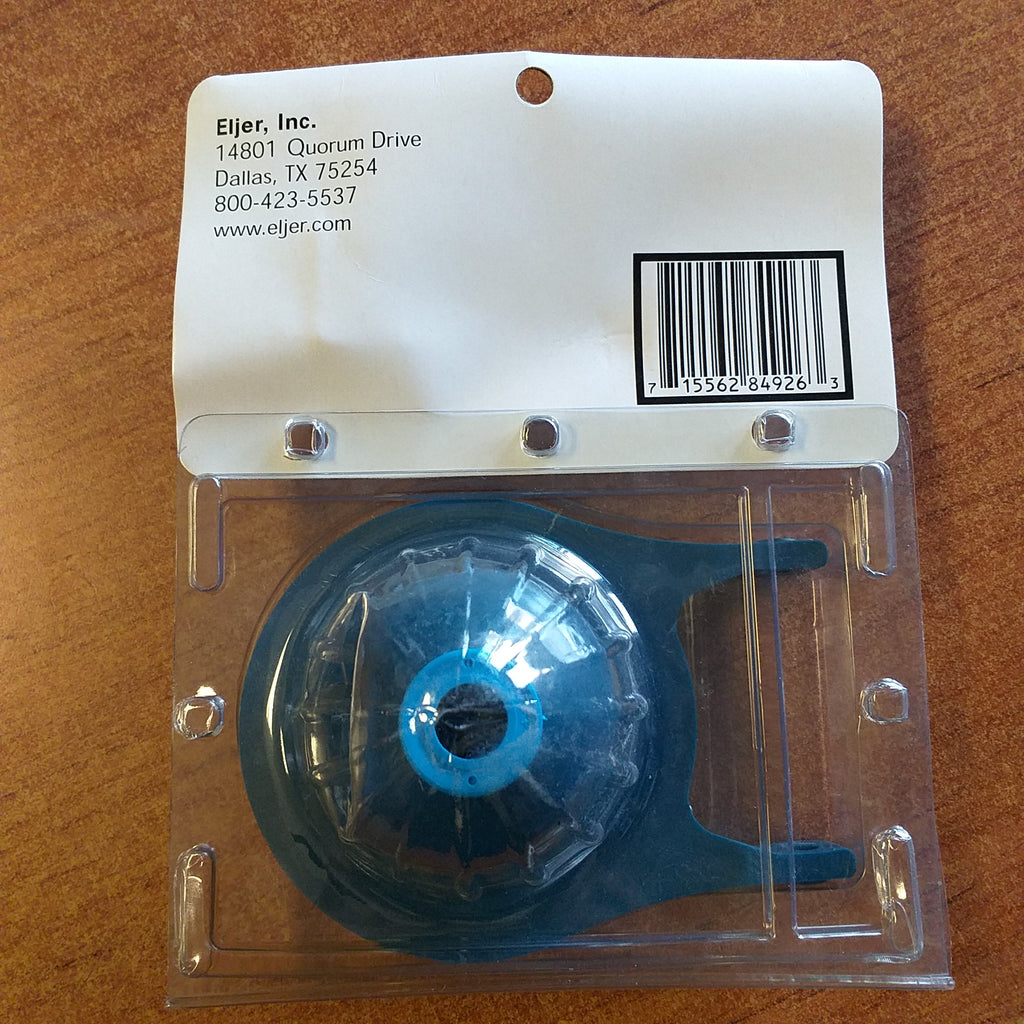 Eljer, Inc.
14801 Quorum Drive
Dallas, TX 75254
800-423-5537
www.eljer.com
7 15562 84926 3